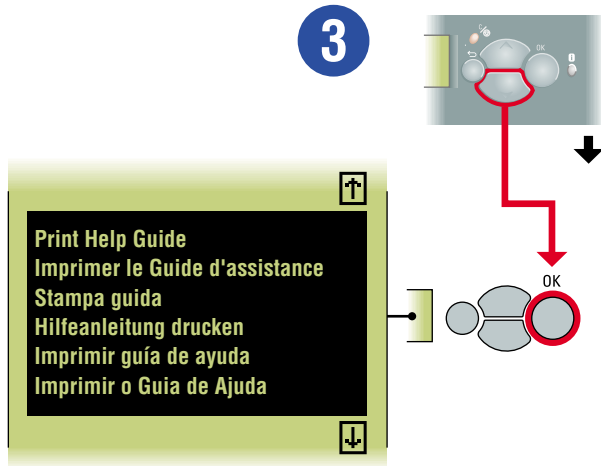 3
OK
i
Print Help Guide
Imprimer le Guide d'assistance
Stampa guida
Hilfeanleitung drucken
Imprimir guía de ayuda
Imprimir o Guia de Ajuda
OK